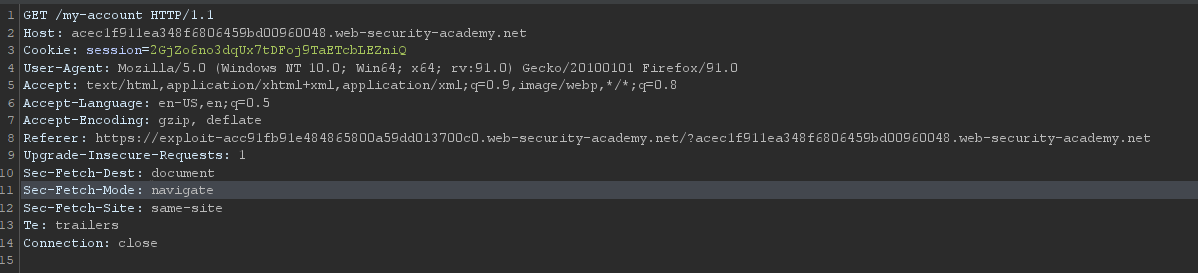 1 GET /my-account HTTP/1.1
2 Host: acec1f911ea348f6806459bd00960048.web-security-academy.net
3 Cookie: session=2GjZo6no3dqUx7tDFoj9TaETcbLEZniQ
4 User-Agent: Mozilla/5.0 (Windows NT 10.0; Win64; x64; rv:91.0) Gecko/20100101 Firefox/91.0
5 Accept: text/html,application/xhtml+xml,application/xml;q=0.9,image/webp,*/*;q=0.8
6 Accept-Language: en-US,en;q=0.5
7 Accept-Encoding: gzip, deflate
8 Referer: https://exploit-acc91fb91e484865800a59dd013700c0.web-security-academy.net/?acec1f911ea348f6806459bd00960048.web-security-academy.net
9 Upgrade-Insecure-Requests: 1
10 Sec-Fetch-Dest: document
11 Sec-Fetch-Mode: navigate
12 Sec-Fetch-Site: same-site
13 Te: trailers
14 Connection: close
15